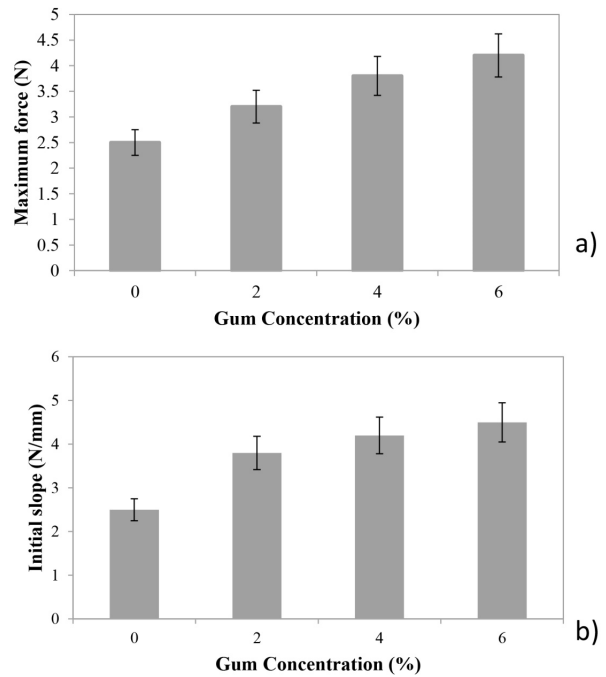 5
4.5
4
3.5
3
2.5
2
1.5
1
0.5
0
Maximum force (N)
0 2 4 6
Gum Concentration (%)
a)
6
5
4
3
2
1
0
Initial slope (N/mm)
0 2 4 6
Gum Concentration (%)
b)